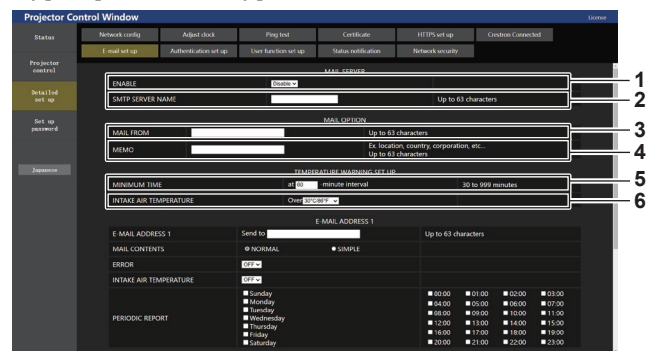 Projector Control Window
License
Status
Network config
Adjust clock
Ping test
Certificate
HTTPS set up
Crestron Connected
E-mail set up
Authentication set up
User function set up
Status notification
Network security
Projector
control
Detailed
set up
Set up
password
Japanese
MAIL SERVER
ENABLE
Disable
1
SMTP SERVER NAME
Up to 63 characters
2
MAIL OPTION
MAIL FROM
Up to 63 characters
3
MEMO
Ex. location, country, corporation, etc...
Up to 63 characters
4
TEMPERATURE WARNING SET UP
MINIMUM TIME
at 60 -minute interval
30 to 999 minutes
5
INTAKE AIR TEMPERATURE
Over 30°C/86°F
6
E-MAIL ADDRESS 1
E-MAIL ADDRESS 1
Send to
Up to 63 characters
MAIL CONTENTS
NORMAL
SIMPLE
ERROR
OFF
INTAKE AIR TEMPERATURE
OFF
PERIODIC REPORT
Sunday
Monday
Tuesday
Wednesday
Thursday
Friday
Saturday
00:00 01:00 02:00 03:00
04:00 05:00 06:00 07:00
08:00 09:00 10:00 11:00
12:00 13:00 14:00 15:00
16:00 17:00 18:00 19:00
20:00 21:00 22:00 23:00